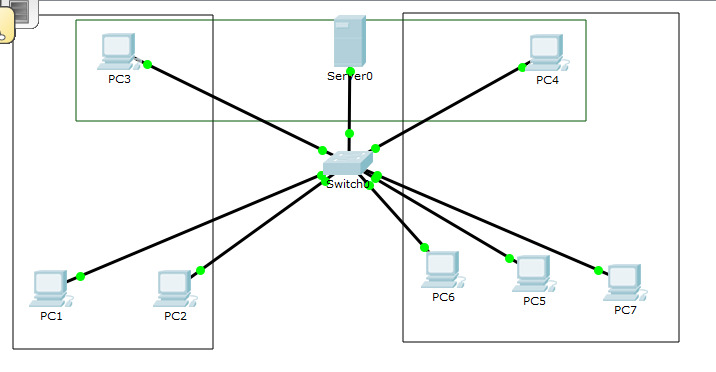 Server0
PC3
PC4
Switch0
PC6
PC5
PC7
PC1
PC2